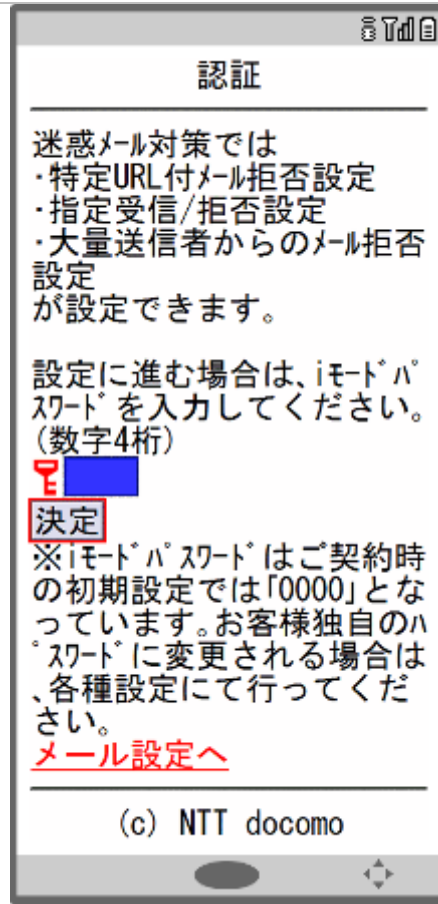 認証
迷惑ﾒｰﾙ対策では
･特定URL付ﾒｰﾙ拒否設定
･指定受信/拒否設定
･大量送信者からのﾒｰﾙ拒否
設定
が設定できます。
設定に進む場合は､iﾓｰﾄﾞﾊﾟ
ｽﾜｰﾄﾞを入力してください。
(数字4桁)
決定
※iﾓｰﾄﾞﾊﾟｽﾜｰﾄﾞはご契約時
の初期設定では｢0000｣とな
っています｡お客様独自のﾊ
ﾟｽﾜｰﾄﾞに変更される場合は
､各種設定にて行ってくだ
さい。
メール設定へ
(c) NTT docomo